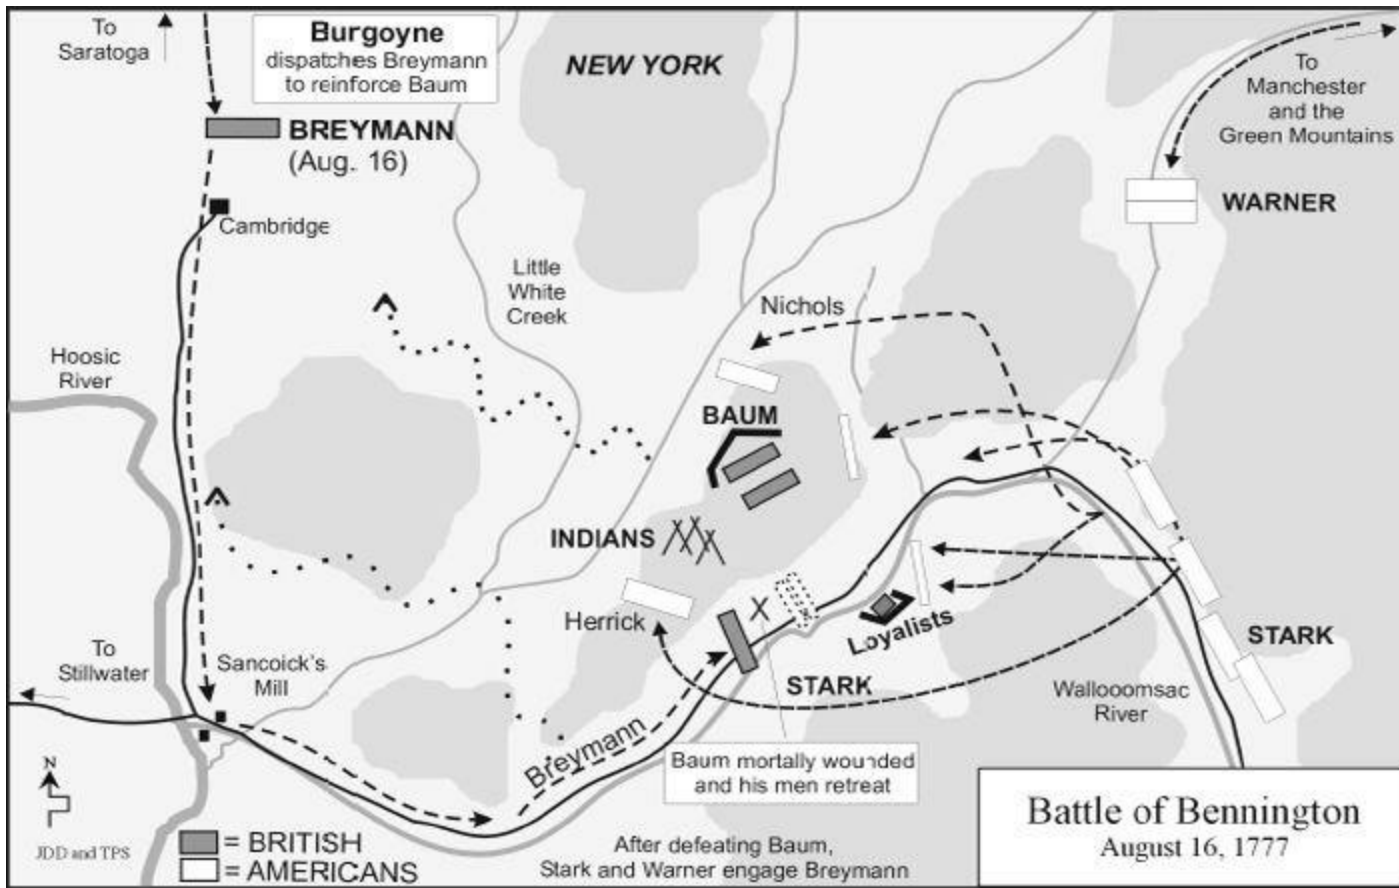 To
Saratoga
Burgoyne
dispatches Breymann
to reinforce Baum
NEW YORK
To
Manchester
and the
Green Mountains
BREYMANN
(Aug. 16)
WARNER
Cambridge
Little
White
Creek
Nichols
Hoosic
River
BAUM
INDIANS
Herrick
Loyalists
STARK
To
Stillwater
Sancoick's
Mill
STARK
Wallooomsac
River
Breymann
Baum mortally wounded
and his men retreat
N
JDD and TPS
= BRITISH
= AMERICANS
After defeating Baum,
Stark and Warner engage Breymann
Battle of Bennington
August 16, 1777